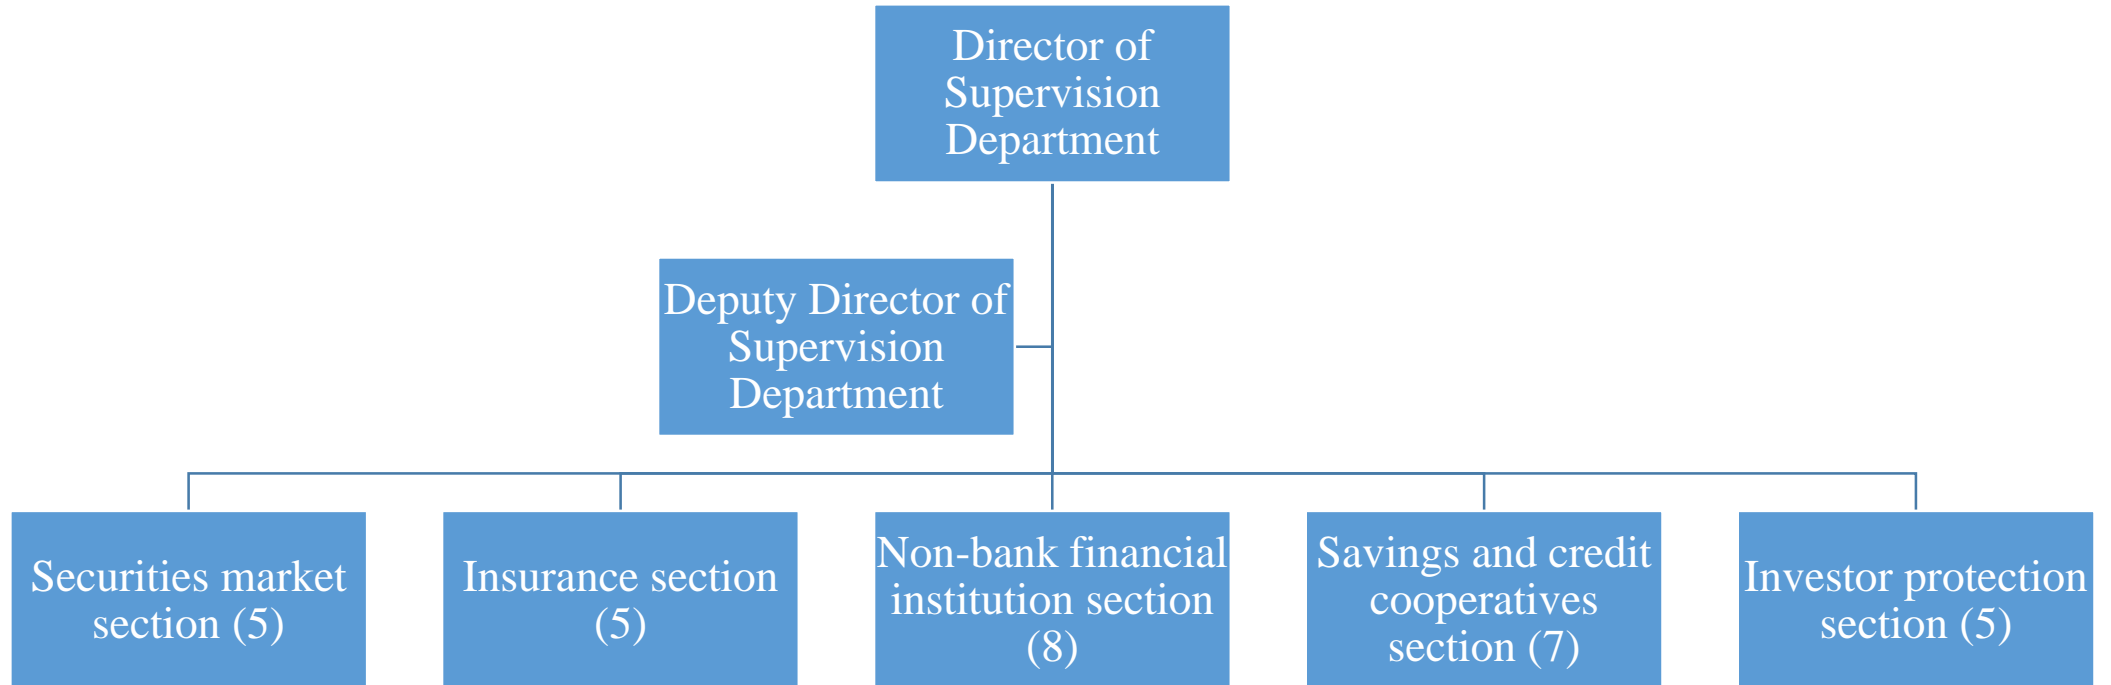 Director of
Supervision
Department
Deputy Director of
Supervision
Department
Securities market
section (5)
Insurance section
(5)
Non-bank financial
institution section
(8)
Savings and credit
cooperatives
section (7)
Investor protection
section (5)